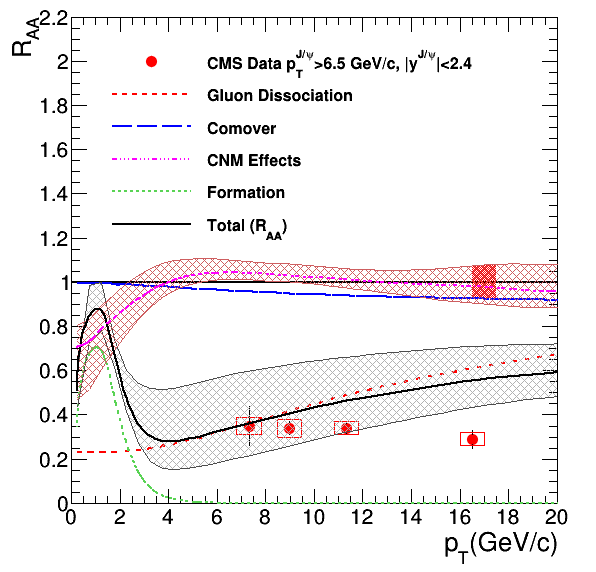 R_AA
2.2
2
1.8
1.6
1.4
1.2
1
0.8
0.6
0.4
0.2
0
CMS Data p_T^J/ψ>6.5 GeV/c, |y^J/ψ|<2.4
Gluon Dissociation
Comover
CNM Effects
Formation
Total (R_AA)
0 2 4 6 8 10 12 14 16 18 20
p_T(GeV/c)